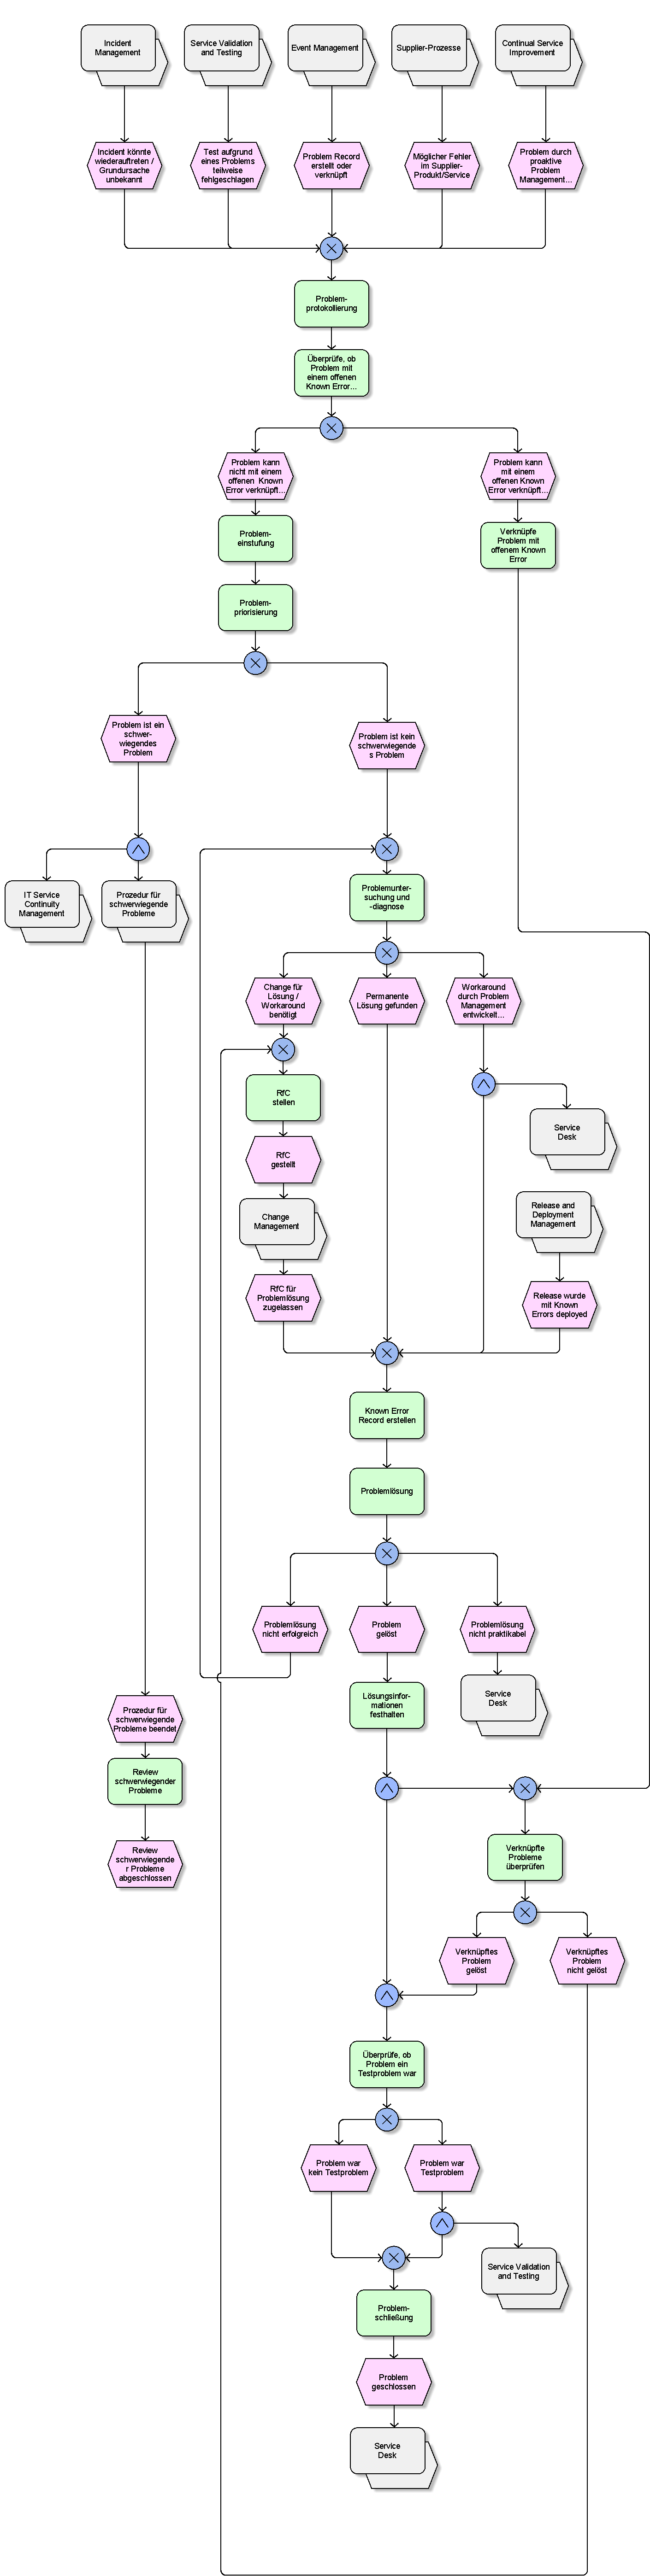 Incident
Management
Service Validation
and Testing
Event Management
Supplier-Prozesse
Continual Service
Improvement
Incident könnte
wiederauftreten /
Grundursache
unbekannt
Test aufgrund
eines Problems
teilweise
fehlgeschlagen
Problem Record
erstellt oder
verknüpft
Möglicher Fehler
im Supplier-
Produkt/Service
Problem durch
proaktive
Problem
Management...
Problem-
protokollierung
Überprüfe, ob
Problem mit
einem offenen
Known Error...
Problem kann
nicht mit einem
offenen Known
Error verknüpft...
Problem kann
mit einem
offenen Known
Error verknüpft...
Problem-
einstufung
Verknüpfe
Problem mit
offenem Known
Error
Problem-
priorisierung
Problem ist ein
schwer-
wiegendes
Problem
Problem ist kein
schwerwiegende
s Problem
IT Service
Continuity
Management
Prozedur für
schwerwiegende
Probleme
Problemunter-
suchung und
-diagnose
Change für
Lösung /
Workaround
benötigt
Permanente
Lösung gefunden
Workaround
durch Problem
Management
entwickelt...
RfC
stellen
Service
Desk
RfC
gestellt
Change
Management
Release and
Deployment
Management
RfC für
Problemlösung
zugelassen
Release wurde
mit Known
Errors deployed
Known Error
Record erstellen
Problemlösung
Problemlösung
nicht erfolgreich
Problem
gelöst
Problemlösung
nicht praktikabel
Lösungsinfor-
mationen
festhalten
Service
Desk
Prozedur für
schwerwiegende
Probleme beendet
Review
schwerwiegender
Probleme
Review
schwerwiegende
r Probleme
abgeschlossen
Verknüpfte
Probleme
überprüfen
Verknüpftes
Problem
gelöst
Verknüpftes
Problem
nicht gelöst
Überprüfe, ob
Problem ein
Testproblem war
Problem war
kein Testproblem
Problem war
Testproblem
Service Validation
and Testing
Problem-
schließung
Problem
geschlossen
Service
Desk